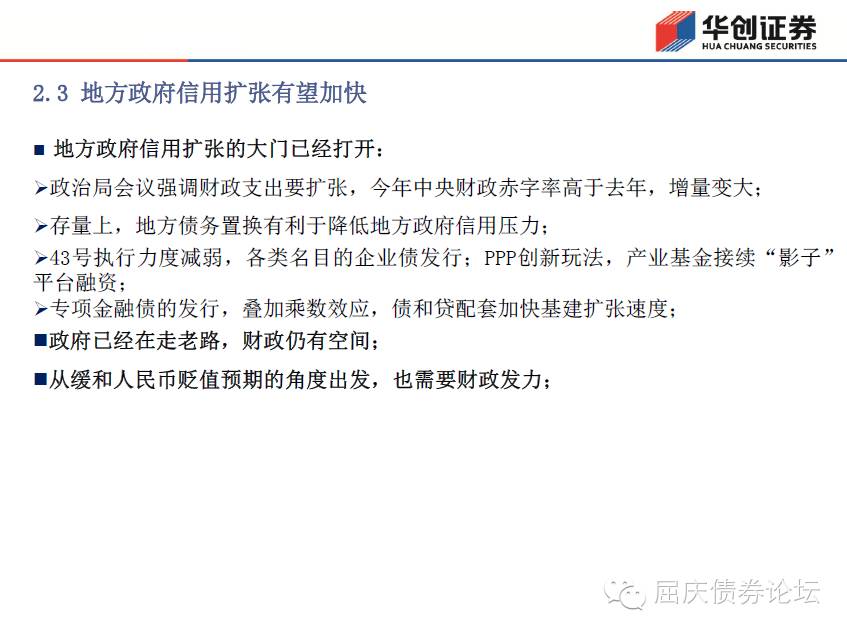 华创证券
HUA CHUANG SECURITIES
2.3 地方政府信用扩张有望加快
■ 地方政府信用扩张的大门已经打开：
➢政治局会议强调财政支出要扩张，今年中央财政赤字率高于去年，增量变大；
➢存量上，地方债务置换有利于降低地方政府信用压力；
➢43号执行力度减弱，各类名目的企业债发行；PPP创新玩法，产业基金接续“影子”
平台融资；
➢专项金融债的发行，叠加乘数效应，债和贷配套加快基建扩张速度；
■政府已经在走老路，财政仍有空间；
■从缓和人民币贬值预期的角度出发，也需要财政发力；
屈庆债券论坛